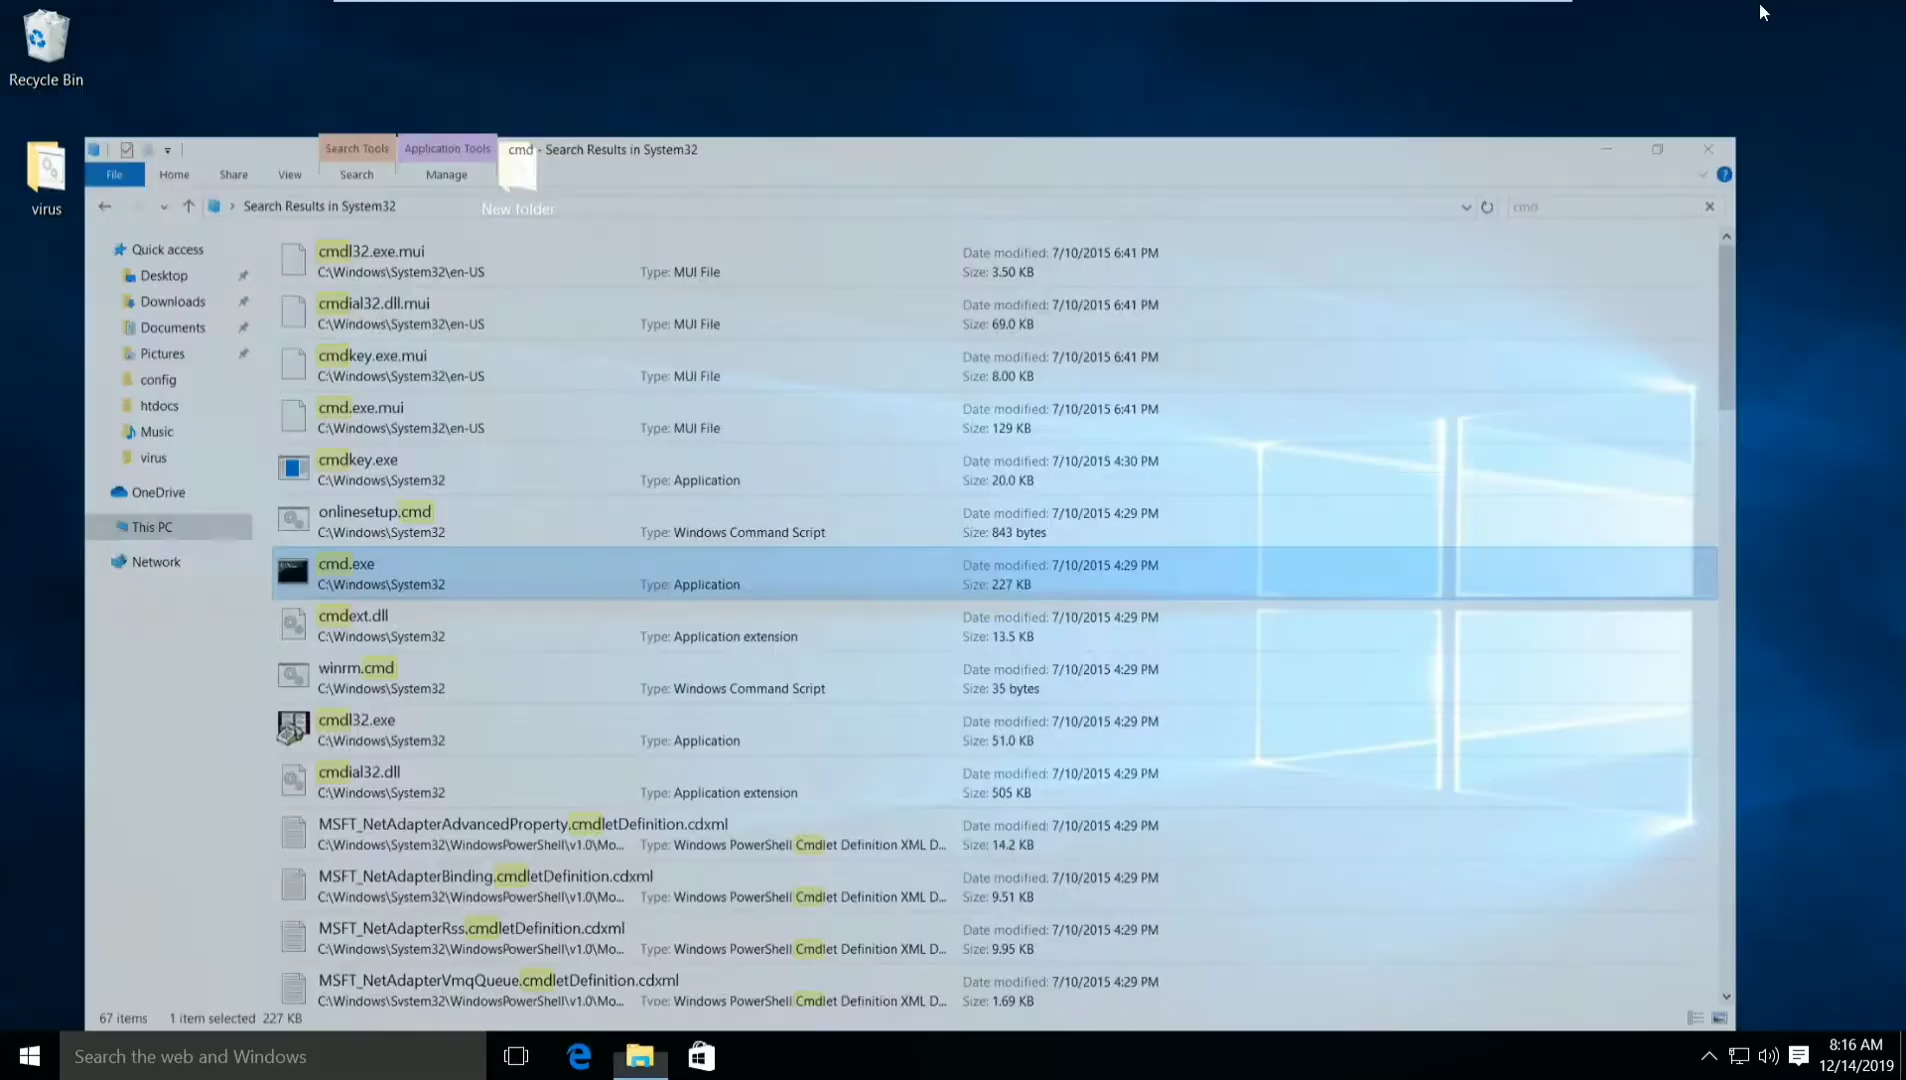 Recycle Bin
virus
Search Tools
Application Tools
cmd - Search Results in System32
File
Home
Share
View
Search
Manage
New folder
Search Results in System32
cmd
Quick access
Desktop
Downloads
Documents
Pictures
config
htdocs
Music
virus
OneDrive
This PC
Network
cmdl32.exe.mui
C:\Windows\System32\en-US
Type: MUI File
Date modified: 7/10/2015 6:41 PM
Size: 3.50 KB
cmdial32.dll.mui
C:\Windows\System32\en-US
Type: MUI File
Date modified: 7/10/2015 6:41 PM
Size: 69.0 KB
cmdkey.exe.mui
C:\Windows\System32\en-US
Type: MUI File
Date modified: 7/10/2015 6:41 PM
Size: 8.00 KB
cmd.exe.mui
C:\Windows\System32\en-US
Type: MUI File
Date modified: 7/10/2015 6:41 PM
Size: 129 KB
cmdkey.exe
C:\Windows\System32
Type: Application
Date modified: 7/10/2015 4:30 PM
Size: 20.0 KB
onlinesetup.cmd
C:\Windows\System32
Type: Windows Command Script
Date modified: 7/10/2015 4:29 PM
Size: 843 bytes
cmd.exe
C:\Windows\System32
Type: Application
Date modified: 7/10/2015 4:29 PM
Size: 227 KB
cmdext.dll
C:\Windows\System32
Type: Application extension
Date modified: 7/10/2015 4:29 PM
Size: 13.5 KB
winrm.cmd
C:\Windows\System32
Type: Windows Command Script
Date modified: 7/10/2015 4:29 PM
Size: 35 bytes
cmdl32.exe
C:\Windows\System32
Type: Application
Date modified: 7/10/2015 4:29 PM
Size: 51.0 KB
cmdial32.dll
C:\Windows\System32
Type: Application extension
Date modified: 7/10/2015 4:29 PM
Size: 505 KB
MSFT_NetAdapterAdvancedProperty.cmdletDefinition.cdxml
C:\Windows\System32\WindowsPowerShell\v1.0\Mo...
Type: Windows PowerShell Cmdlet Definition XML D...
Date modified: 7/10/2015 4:29 PM
Size: 14.2 KB
MSFT_NetAdapterBinding.cmdletDefinition.cdxml
C:\Windows\System32\WindowsPowerShell\v1.0\Mo...
Type: Windows PowerShell Cmdlet Definition XML D...
Date modified: 7/10/2015 4:29 PM
Size: 9.51 KB
MSFT_NetAdapterRss.cmdletDefinition.cdxml
C:\Windows\System32\WindowsPowerShell\v1.0\Mo...
Type: Windows PowerShell Cmdlet Definition XML D...
Date modified: 7/10/2015 4:29 PM
Size: 9.95 KB
MSFT_NetAdapterVmqQueue.cmdletDefinition.cdxml
C:\Windows\System32\WindowsPowerShell\v1.0\Mo...
Type: Windows PowerShell Cmdlet Definition XML D...
Date modified: 7/10/2015 4:29 PM
Size: 1.69 KB
67 items
1 item selected 227 KB
Search the web and Windows
8:16 AM
12/14/2019